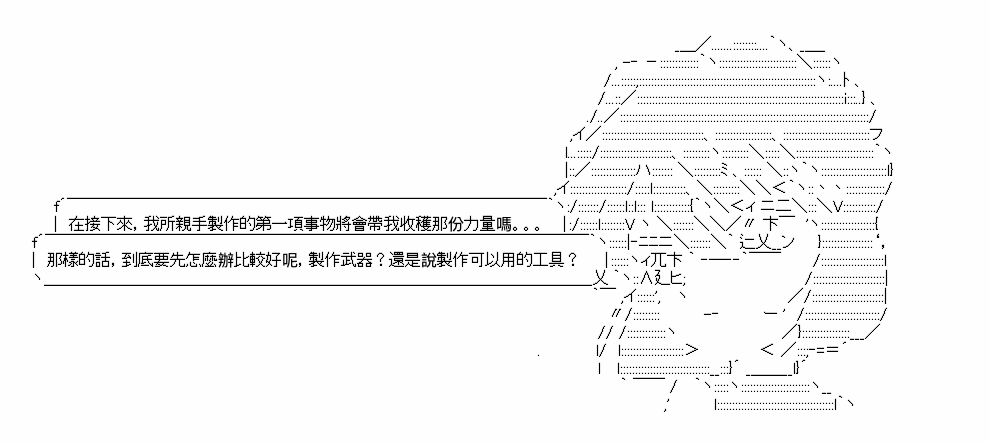 在接下來，我所親手製作的第一項事物將會帶我收穫那份力量嗎。。。
那樣的話，到底要先怎麼辦比較好呢，製作武器？還是說製作可以用的工具？